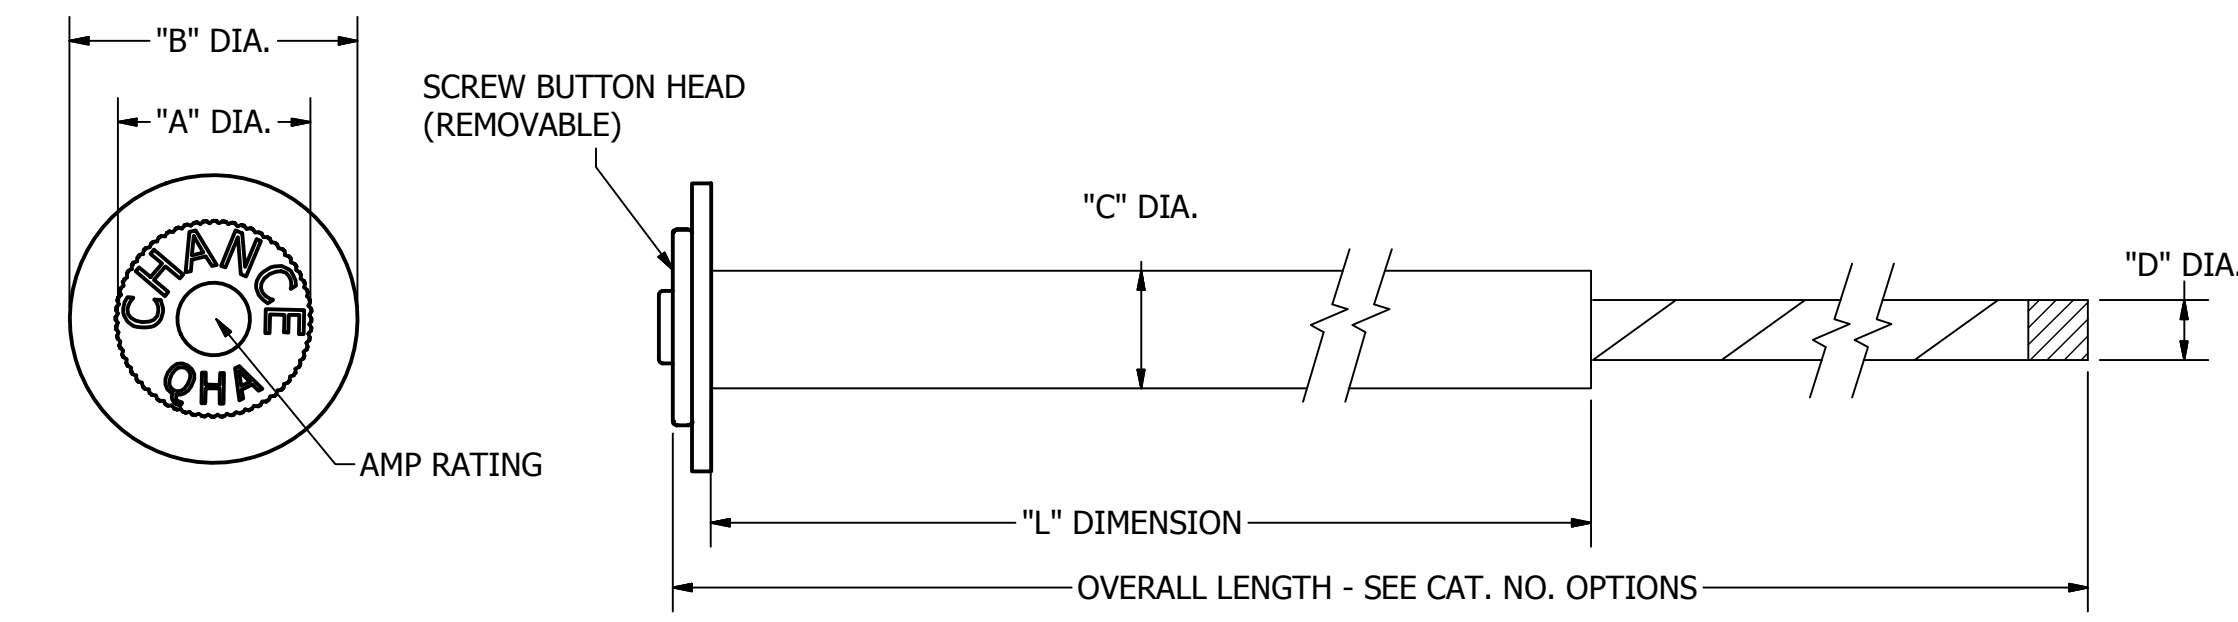 "B" DIA.
"A" DIA.
SCREW BUTTON HEAD
(REMOVABLE)
CHANCE
QHA
AMP RATING
"C" DIA.
"D" DIA.
"L" DIMENSION
OVERALL LENGTH - SEE CAT. NO. OPTIONS